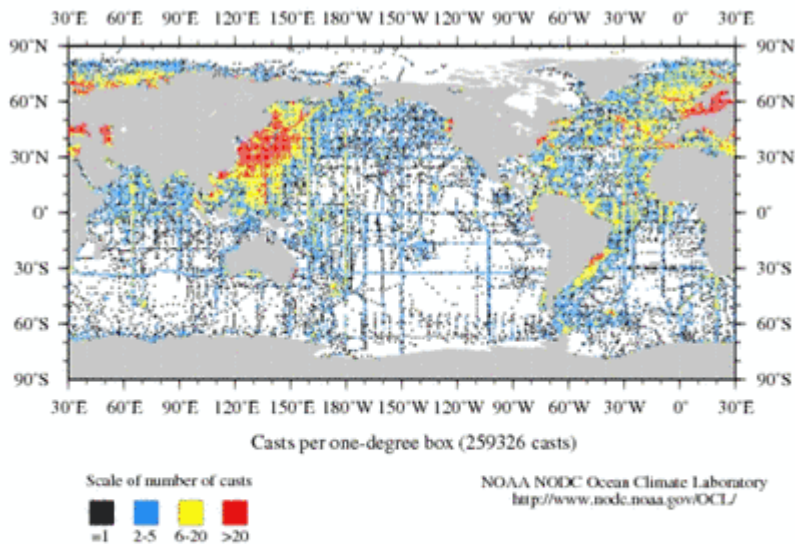 30˚E 60˚E 90˚E 120˚E 150˚E 180˚W 150˚W 120˚W 90˚W 60˚W 30˚W 0˚ 30˚E
90˚N 90˚N
60˚N 60˚N
30˚N 30˚N
0˚ 0˚
30˚S 30˚S
60˚S 60˚S
90˚S 90˚S
30˚E 60˚E 90˚E 120˚E 150˚E 180˚W 150˚W 120˚W 90˚W 60˚W 30˚W 0˚ 30˚E
Casts per one-degree box (259326 casts)
Scale of number of casts
=1 2-5 6-20 >20
NOAA NODC Ocean Climate Laboratory
http://www.nodc.noaa.gov/OCL/